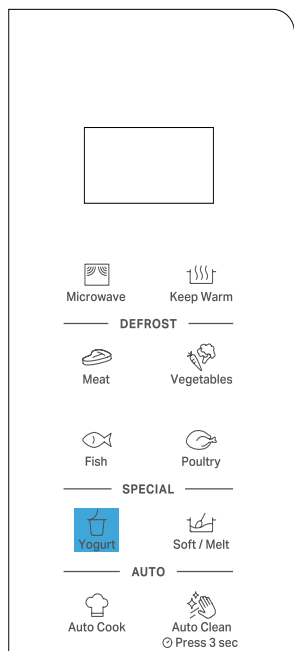 Microwave Keep Warm
DEFROST
Meat Vegetables
Fish Poultry
SPECIAL
Yogurt Soft / Melt
AUTO
Auto Cook Auto Clean
Press 3 sec